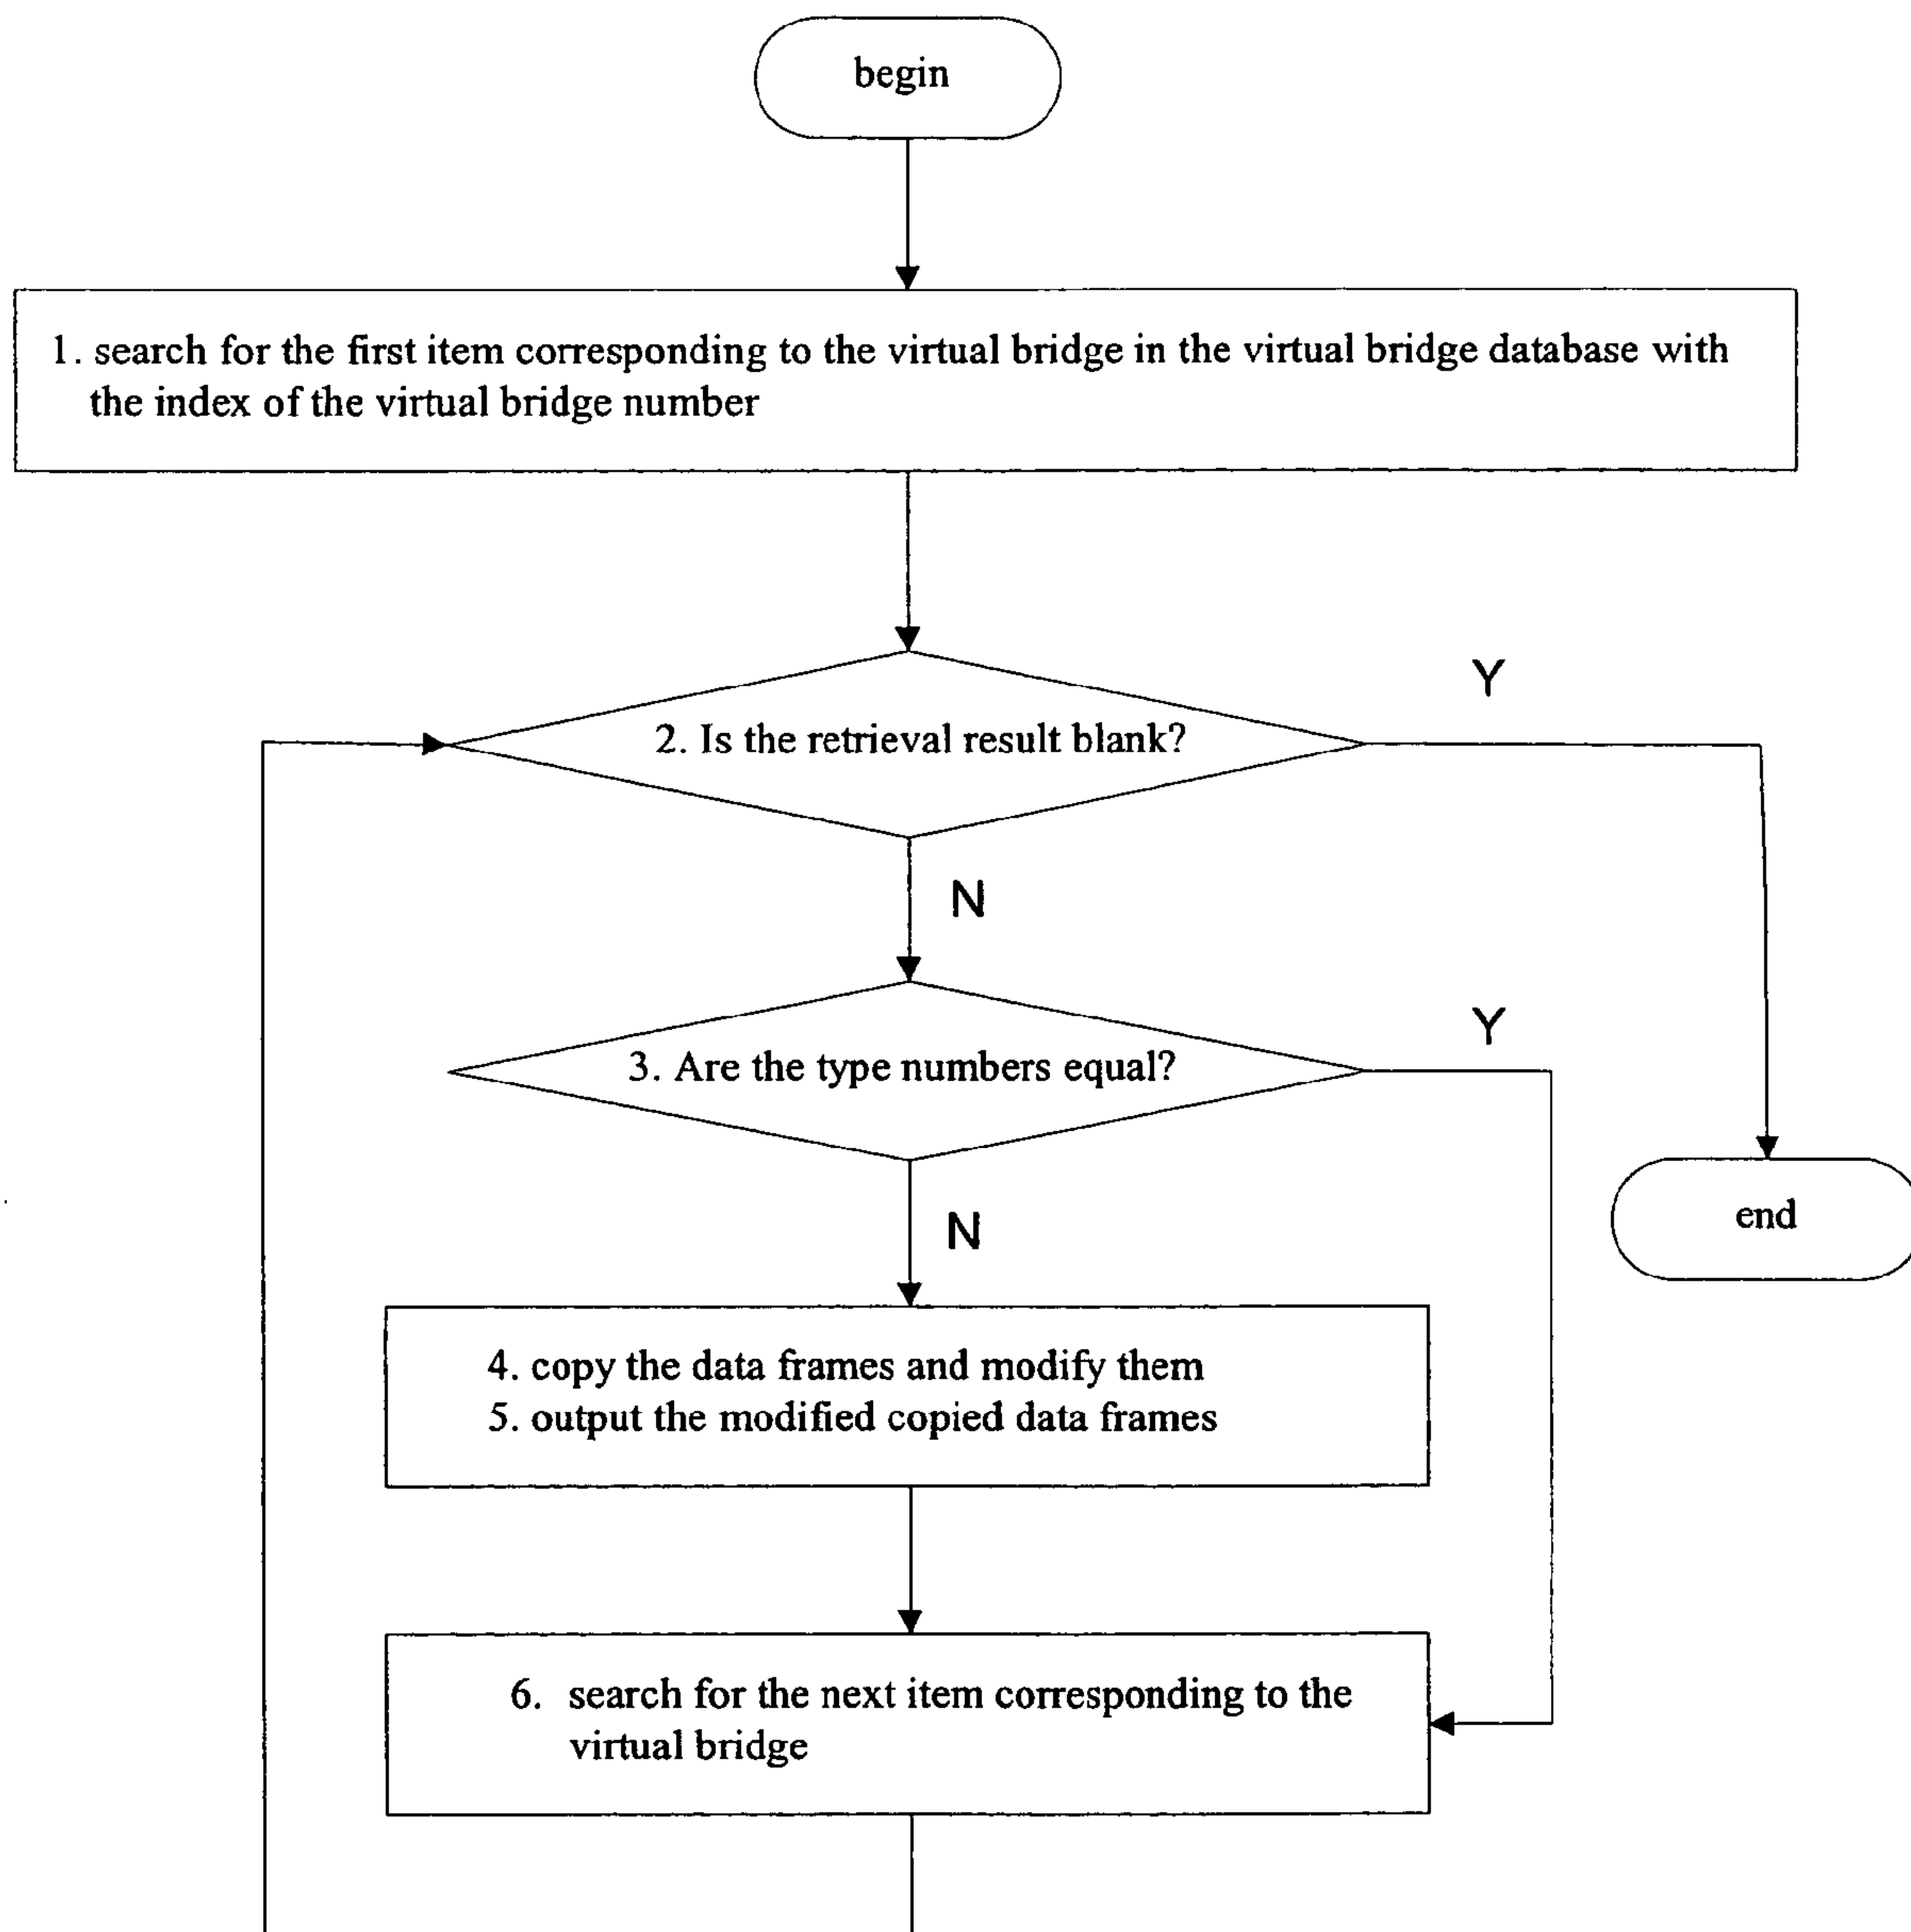 begin
1. search for the first item corresponding to the virtual bridge in the virtual bridge database with
the index of the virtual bridge number
Y
2. Is the retrieval result blank?
N
Y
3. Are the type numbers equal?
end
N
4. copy the data frames and modify them
5. output the modified copied data frames
6. search for the next item corresponding to the
virtual bridge